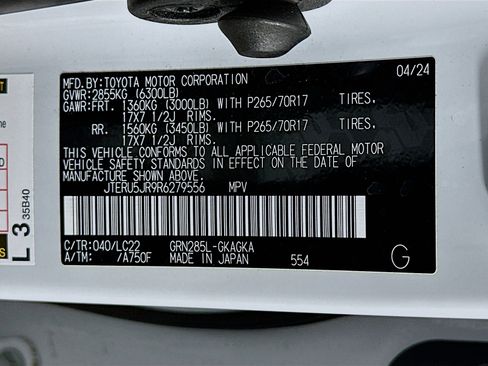 MFD.BY:TOYOTA MOTOR CORPORATION 04/24
GVWR:2855KG (6300LB)
GAWR:FRT. 1360KG (3000LB) WITH P265/70R17 TIRES.
17X7 1/2J RIMS.
RR. 1560KG (3450LB) WITH P265/70R17 TIRES.
17X7 1/2J RIMS.
THIS VEHICLE CONFORMS TO ALL APPLICABLE FEDERAL MOTOR
VEHICLE SAFETY STANDARDS IN EFFECT ON THE DATE OF
MANUFACTURE SHOWN ABOVE.
JTERU5JR9R6279556 MPV
C/TR:040/LC22 GRN285L-GKAGKA
A/TM: /A750F MADE IN JAPAN 554
G
L 3 35B40